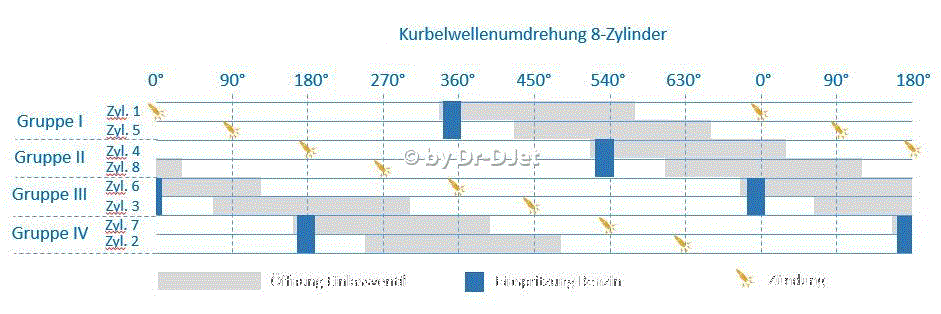 Kurbelwellenumdrehung 8-Zylinder
0° 90° 180° 270° 360° 450° 540° 630° 0° 90° 180°
Gruppe I
Zyl. 1
Zyl. 5
Gruppe II
Zyl. 4
Zyl. 8
© by Dr-DJet
Gruppe III
Zyl. 6
Zyl. 3
Gruppe IV
Zyl. 7
Zyl. 2
Öffnung Einlassventil Einspritzung Benzin Zündung